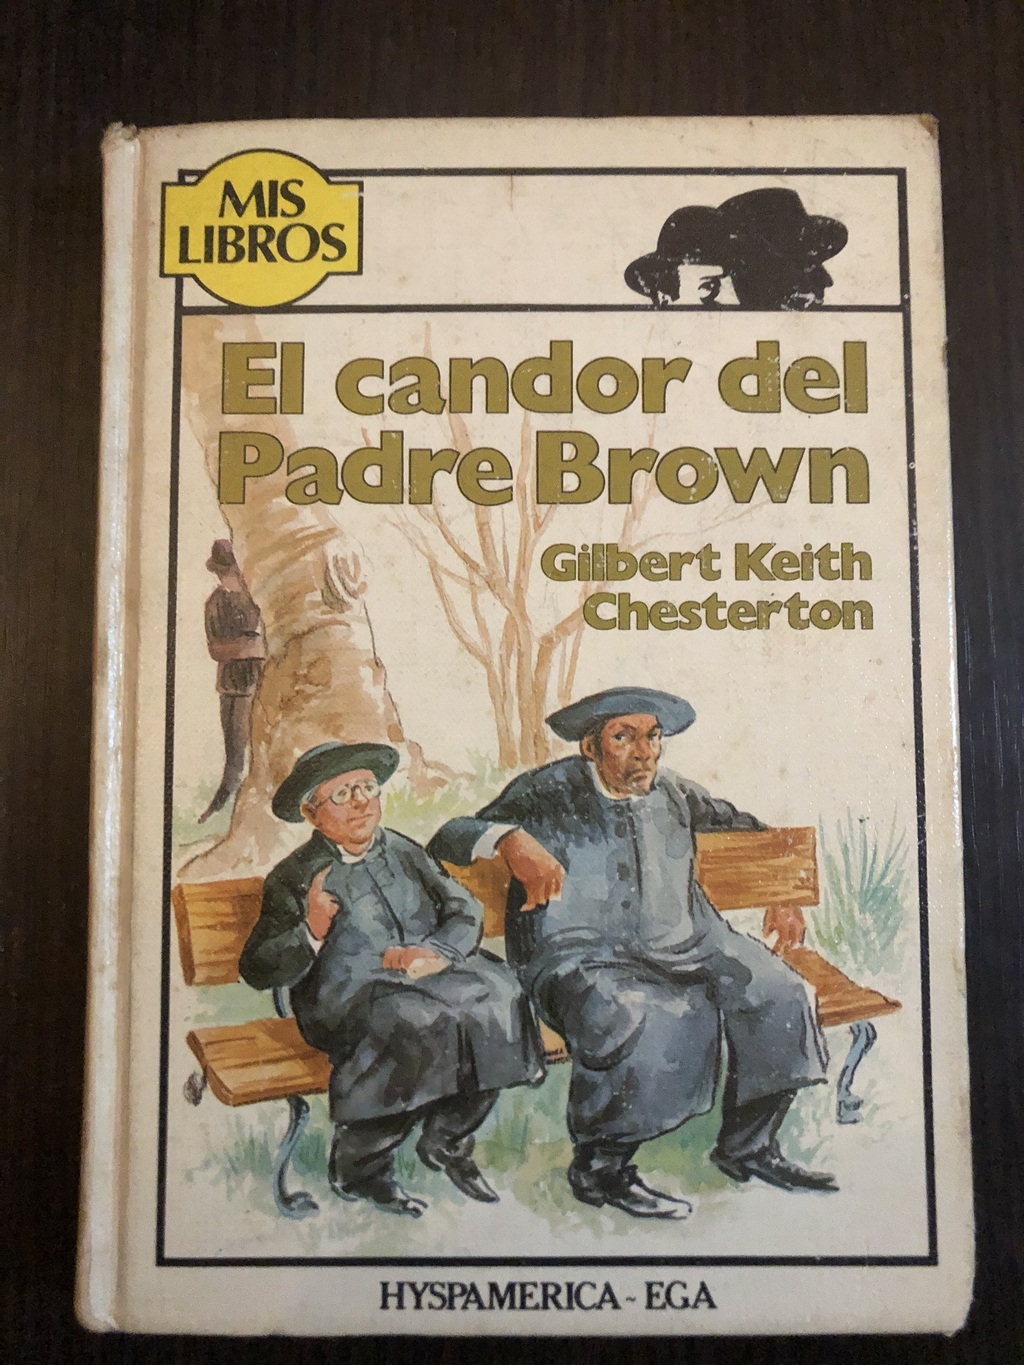 MIS
LIBROS
El candor del
Padre Brown
Gilbert Keith
Chesterton
HYSPAMERICA~EGA